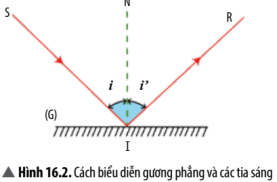 N
S
R
i
i'
(G)
I
▲ Hình 16.2. Cách biểu diễn gương phẳng và các tia sáng